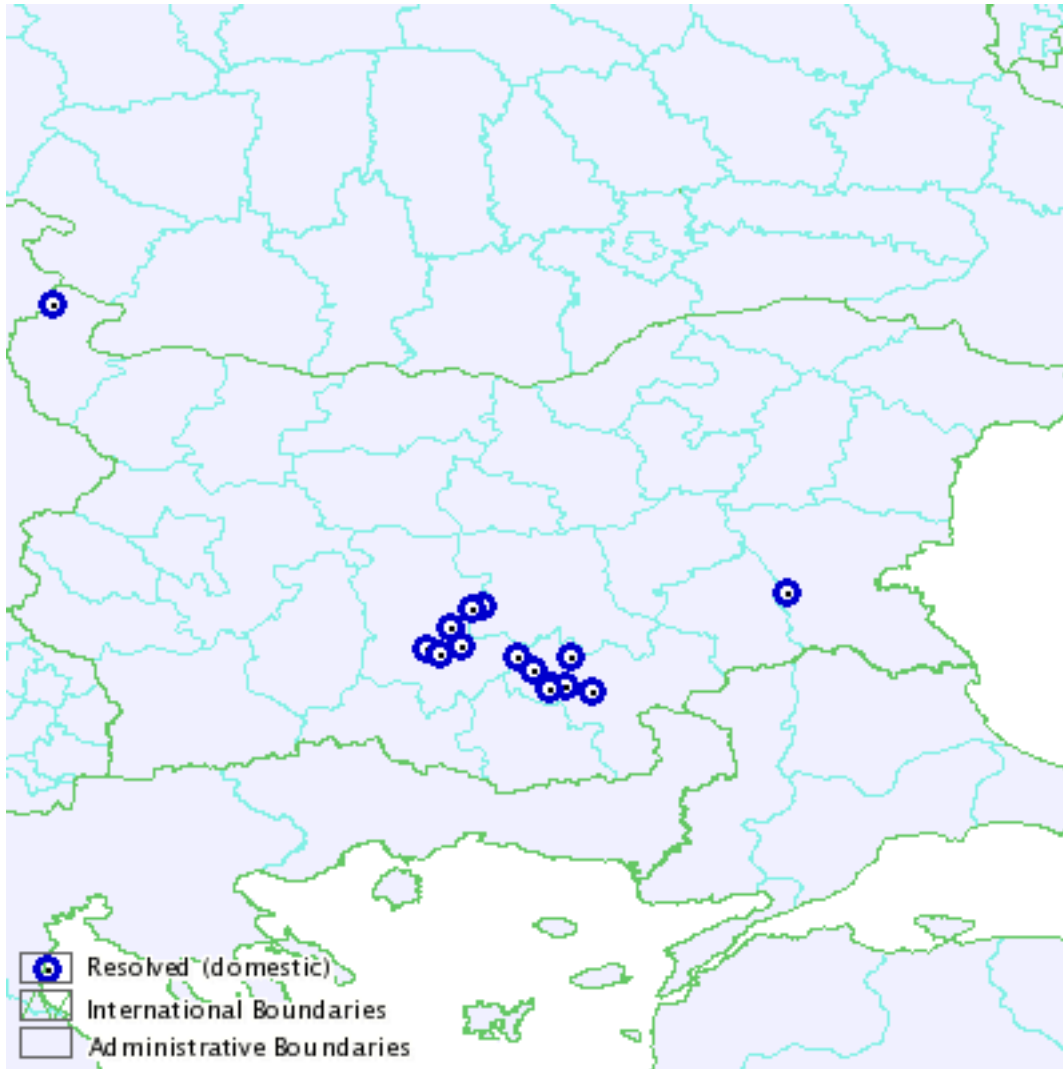 Resolved (domestic)
International Boundaries
Administrative Boundaries